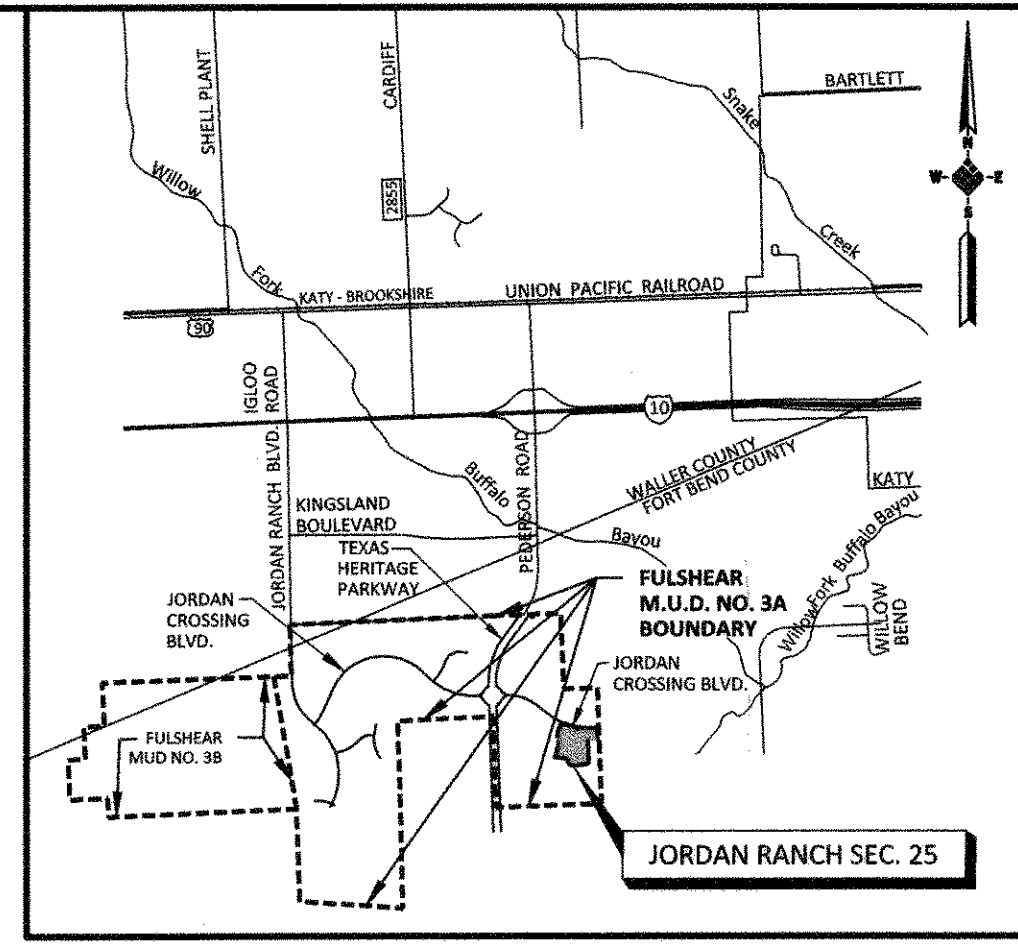 SHELL PLANT
CARDIFF
BARTLETT
Snake
Creek
N
W
E
S
Willow
Fork
2855
KATY - BROOKSHIRE
UNION PACIFIC RAILROAD
90
IGLOO
ROAD
10
JORDAN RANCH BLVD.
PEDERSON ROAD
Buffalo
Bayou
WALLER COUNTY
FORT BEND COUNTY
KATY
KINGSLAND
BOULEVARD
TEXAS
HERITAGE
PARKWAY
Willow Fork Buffalo Bayou
WILLOW
BEND
FULSHEAR
M.U.D. NO. 3A
BOUNDARY
JORDAN
CROSSING
BLVD.
JORDAN
CROSSING BLVD.
FULSHEAR
MUD NO. 3B
JORDAN RANCH SEC. 25